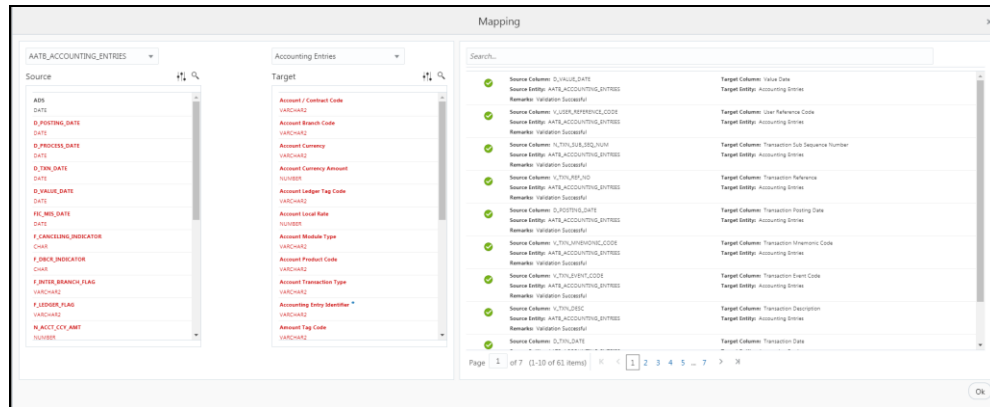 Mapping
AATB_ACCOUNTING_ENTRIES
Source
ADS
DATE
D_POSTING_DATE
DATE
D_PROCESS_DATE
DATE
D_TXN_DATE
DATE
D_VALUE_DATE
DATE
FIC_MIS_DATE
DATE
F_CANCELING_INDICATOR
CHAR
F_DBCR_INDICATOR
CHAR
F_INTER_BRANCH_FLAG
VARCHAR2
F_LEDGER_FLAG
VARCHAR2
N_ACCT_CCY_AMT
NUMBER
Accounting Entries
Target
Account / Contract Code
VARCHAR2
Account Branch Code
VARCHAR2
Account Currency
VARCHAR2
Account Currency Amount
NUMBER
Account Ledger Tag Code
VARCHAR2
Account Local Rate
NUMBER
Account Module Type
VARCHAR2
Account Product Code
VARCHAR2
Account Transaction Type
VARCHAR2
Accounting Entry Identifier *
VARCHAR2
Amount Tag Code
VARCHAR2
Search...
Source Column: D_VALUE_DATE Target Column: Value Date
Source Entity: AATB_ACCOUNTING_ENTRIES Target Entity: Accounting Entries
Remarks: Validation Successful
Source Column: V_USER_REFERENCE_CODE Target Column: User Reference Code
Source Entity: AATB_ACCOUNTING_ENTRIES Target Entity: Accounting Entries
Remarks: Validation Successful
Source Column: N_TXN_SUB_SEQ_NUM Target Column: Transaction Sub Sequence Number
Source Entity: AATB_ACCOUNTING_ENTRIES Target Entity: Accounting Entries
Remarks: Validation Successful
Source Column: V_TXN_REF_NO Target Column: Transaction Reference
Source Entity: AATB_ACCOUNTING_ENTRIES Target Entity: Accounting Entries
Remarks: Validation Successful
Source Column: D_POSTING_DATE Target Column: Transaction Posting Date
Source Entity: AATB_ACCOUNTING_ENTRIES Target Entity: Accounting Entries
Remarks: Validation Successful
Source Column: V_TXN_MNEMONIC_CODE Target Column: Transaction Mnemonic Code
Source Entity: AATB_ACCOUNTING_ENTRIES Target Entity: Accounting Entries
Remarks: Validation Successful
Source Column: V_TXN_EVENT_CODE Target Column: Transaction Event Code
Source Entity: AATB_ACCOUNTING_ENTRIES Target Entity: Accounting Entries
Remarks: Validation Successful
Source Column: V_TXN_DESC Target Column: Transaction Description
Source Entity: AATB_ACCOUNTING_ENTRIES Target Entity: Accounting Entries
Remarks: Validation Successful
Source Column: D_TXN_DATE Target Column: Transaction Date
Page 1 of 7 (1-10 of 61 items) 1 2 3 4 5 ... 7
Ok